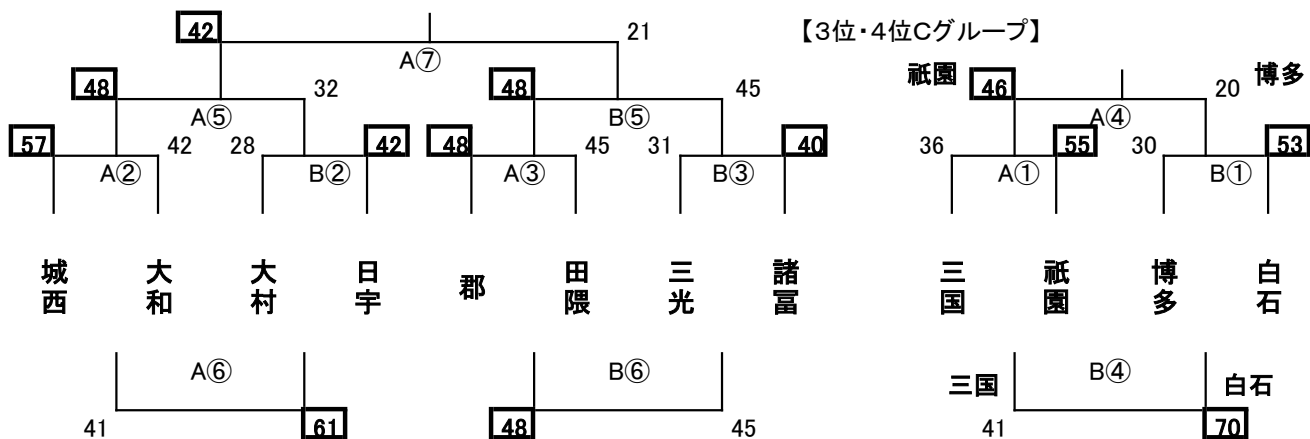 42 21 【3位・4位Cグループ】
A⑦
祇園 博多
48 32 48 45 46 20
A⑤ B⑤ A④
57 42 28 42 48 45 31 40 36 55 30 53
A② B② A③ B③ A① B①
城西 大和 大村 日宇 郡 田隈 三光 諸冨 三国 祇園 博多 白石
A⑥ B⑥ 三国 B④ 白石
41 61 48 45 41 70